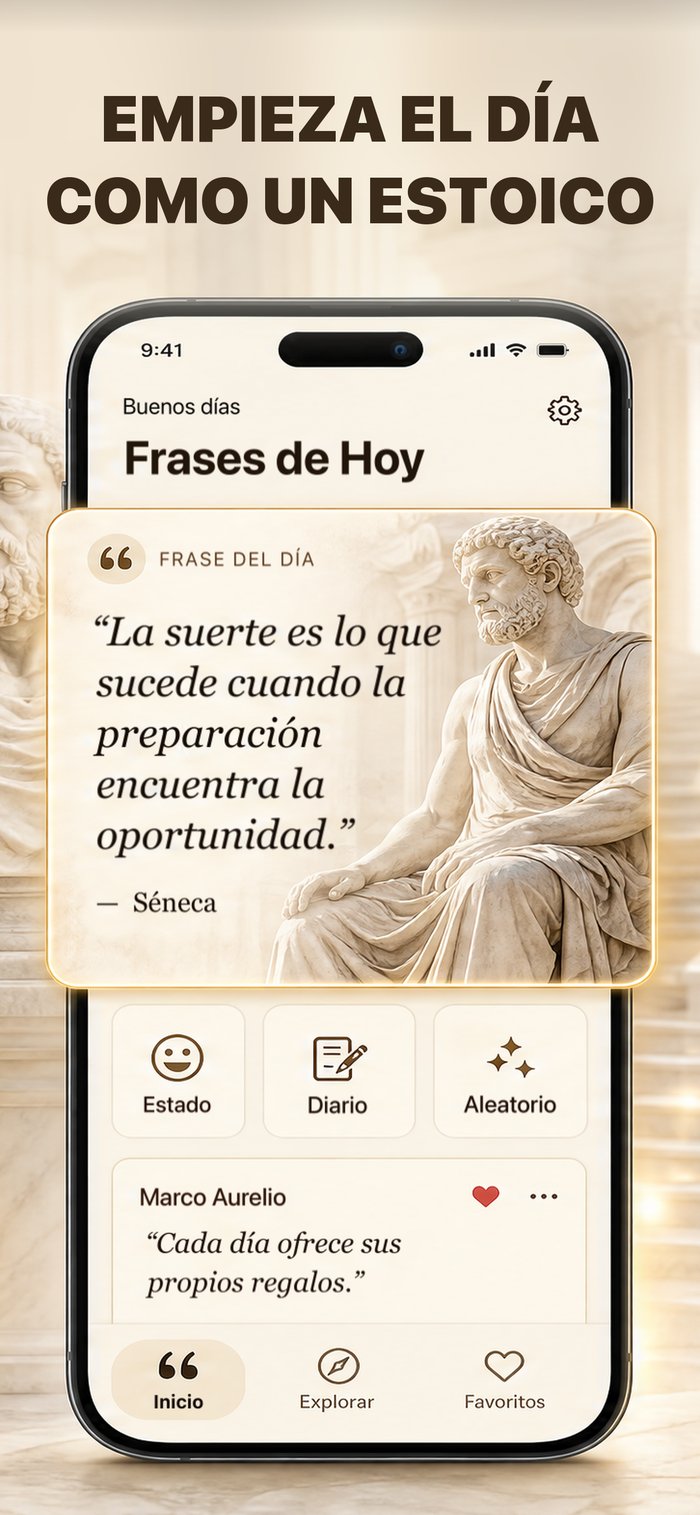 EMPIEZA EL DÍA
COMO UN ESTOICO
9:41
Buenos días
Frases de Hoy
FRASE DEL DÍA
“La suerte es lo que
sucede cuando la
preparación
encuentra la
oportunidad.”
— Séneca
Estado
Diario
Aleatorio
Marco Aurelio
“Cada día ofrece sus
propios regalos.”
Inicio
Explorar
Favoritos